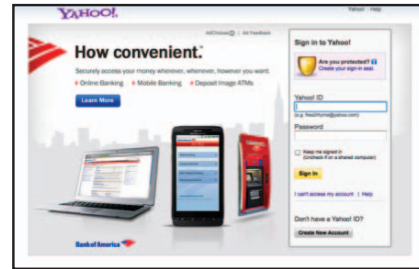 YAHOO!
Yahoo! Help
AdChoices | Ad Feedback
How convenient.
Securely access your money wherever, whenever, however you want.
Online Banking Mobile Banking Deposit Image ATMs
Learn More
Bank of America
Sign in to Yahoo!
Are you protected?
Create your sign-in seal.
Yahoo! ID
(e.g. free2rhyme@yahoo.com)
Password
Keep me signed in
(Uncheck if on a shared computer)
Sign In
I can't access my account | Help
Don't have a Yahoo! ID?
Create New Account